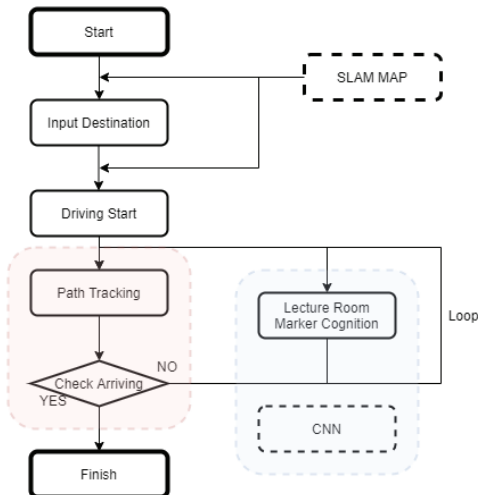 Start
SLAM MAP
Input Destination
Driving Start
Path Tracking
Lecture Room
Marker Cognition
Loop
NO
Check Arriving
YES
CNN
Finish